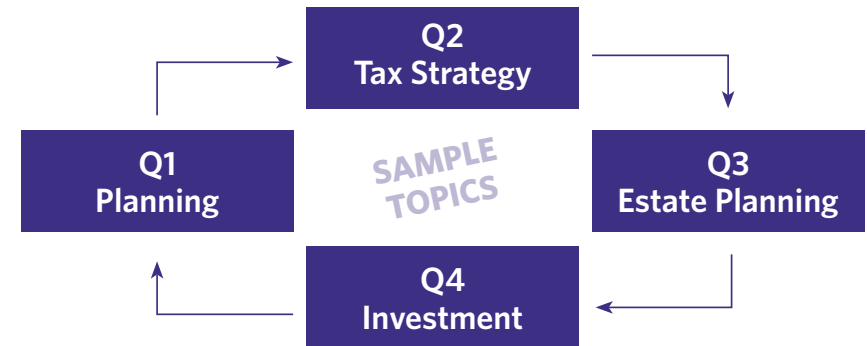 Q2
Tax Strategy
Q1
Planning
SAMPLE
TOPICS
Q3
Estate Planning
Q4
Investment